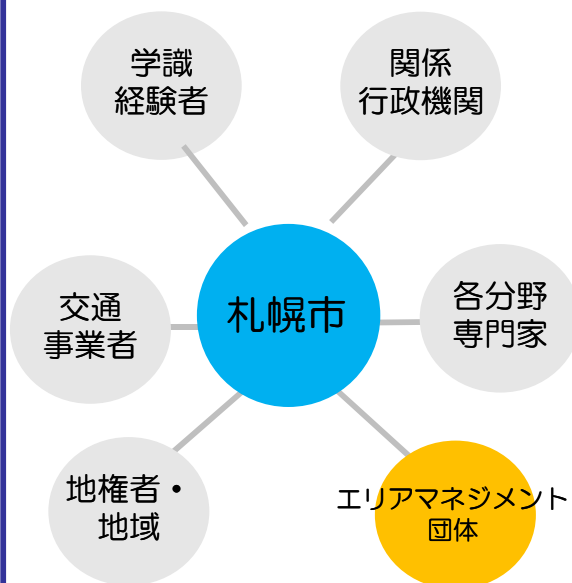 学識
経験者
関係
行政機関
札幌市
交通
事業者
各分野
専門家
地権者・
地域
エリアマネジメント
団体